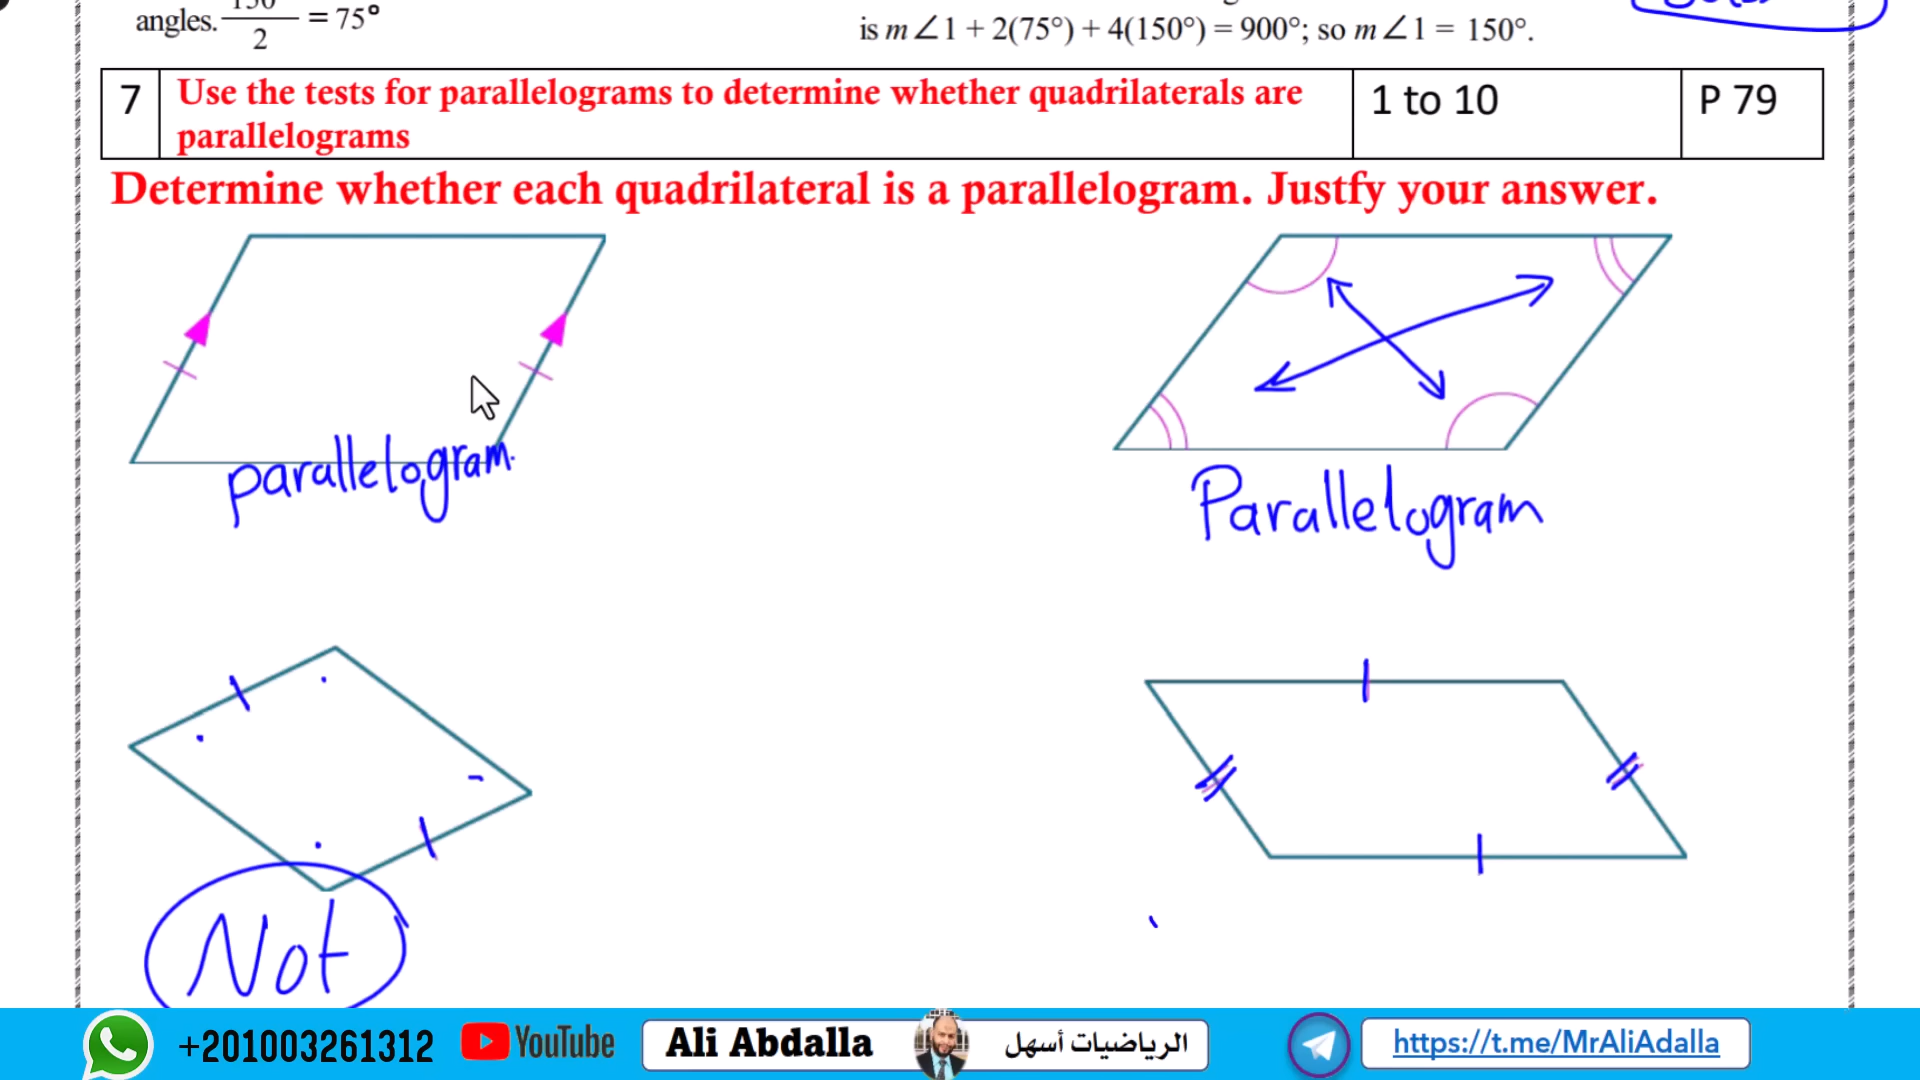 angles. 150/2 = 75°
is m∠1 + 2(75°) + 4(150°) = 900°; so m∠1 = 150°.
7 Use the tests for parallelograms to determine whether quadrilaterals are parallelograms 1 to 10 P 79
Determine whether each quadrilateral is a parallelogram. Justfy your answer.
parallelogram.
Parallelogram
Not
+201003261312 YouTube Ali Abdalla الرياضيات أسهل https://t.me/MrAliAdalla